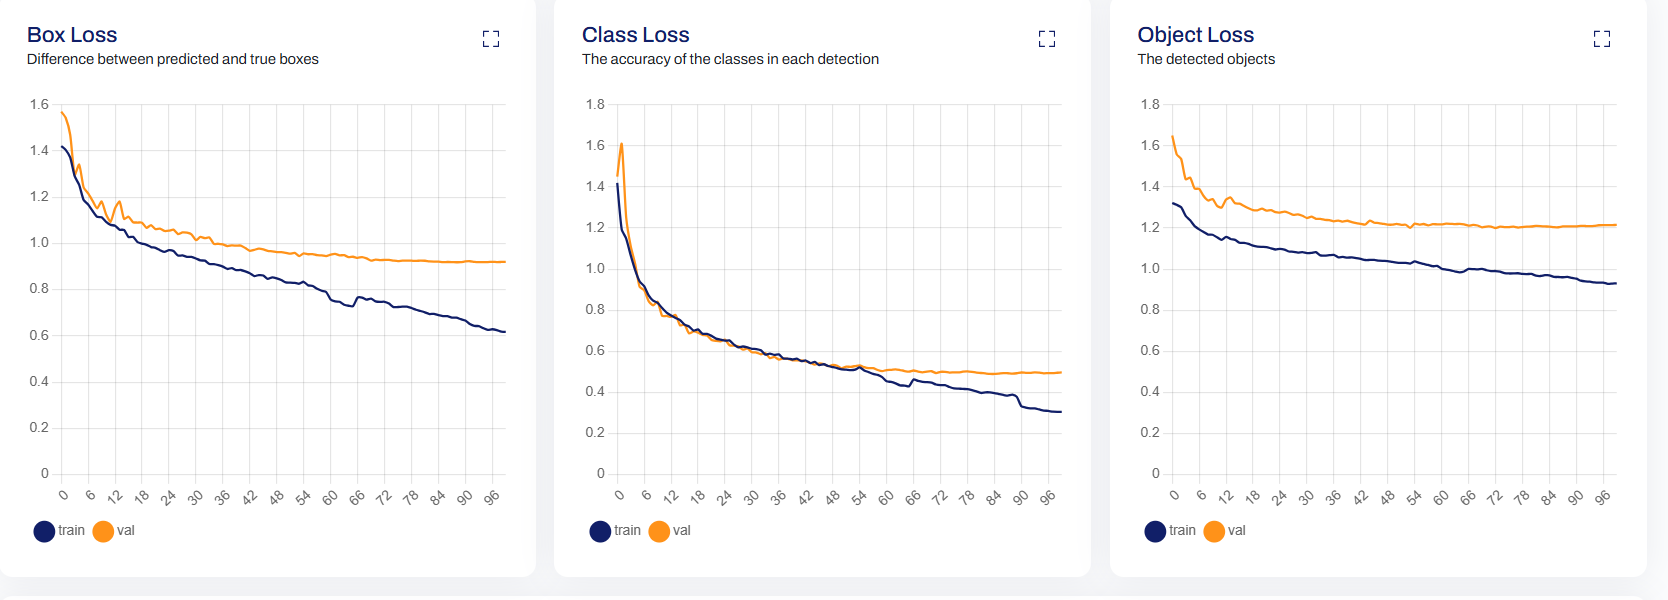 Box Loss
Difference between predicted and true boxes
1.6
1.4
1.2
1.0
0.8
0.6
0.4
0.2
0
0 6 12 18 24 30 36 42 48 54 60 66 72 78 84 90 96
train val
Class Loss
The accuracy of the classes in each detection
1.8
1.6
1.4
1.2
1.0
0.8
0.6
0.4
0.2
0
0 6 12 18 24 30 36 42 48 54 60 66 72 78 84 90 96
train val
Object Loss
The detected objects
1.8
1.6
1.4
1.2
1.0
0.8
0.6
0.4
0.2
0
0 6 12 18 24 30 36 42 48 54 60 66 72 78 84 90 96
train val